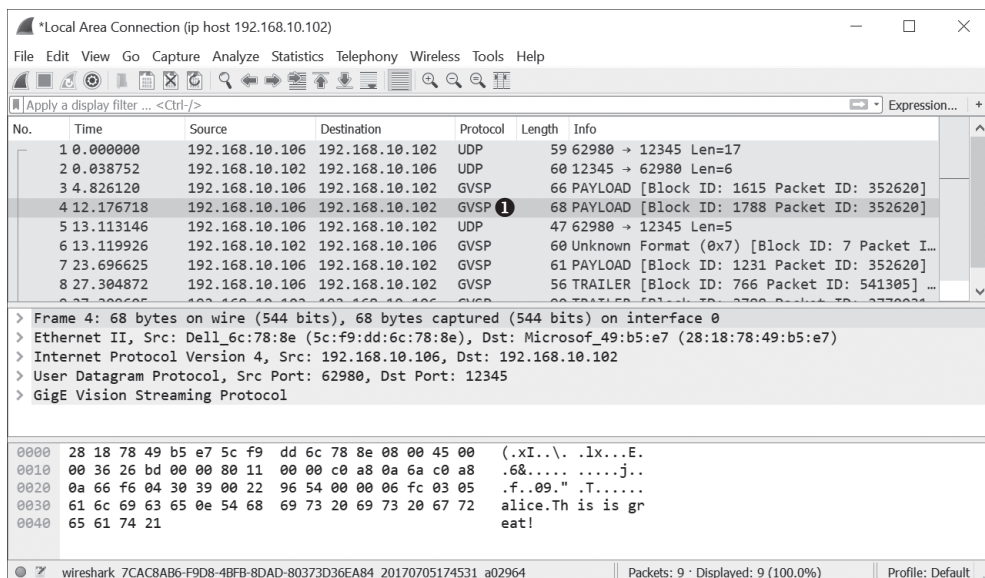 *Local Area Connection (ip host 192.168.10.102)
File Edit View Go Capture Analyze Statistics Telephony Wireless Tools Help
Apply a display filter ... <Ctrl-/> Expression... +
No. Time Source Destination Protocol Length Info
1 0.000000 192.168.10.106 192.168.10.102 UDP 59 62980 → 12345 Len=17
2 0.038752 192.168.10.102 192.168.10.106 UDP 60 12345 → 62980 Len=6
3 4.826120 192.168.10.106 192.168.10.102 GVSP 66 PAYLOAD [Block ID: 1615 Packet ID: 352620]
4 12.176718 192.168.10.106 192.168.10.102 GVSP ❶ 68 PAYLOAD [Block ID: 1788 Packet ID: 352620]
5 13.113146 192.168.10.106 192.168.10.102 UDP 47 62980 → 12345 Len=5
6 13.119926 192.168.10.102 192.168.10.106 GVSP 60 Unknown Format (0x7) [Block ID: 7 Packet I…
7 23.696625 192.168.10.106 192.168.10.102 GVSP 61 PAYLOAD [Block ID: 1231 Packet ID: 352620]
8 27.304872 192.168.10.106 192.168.10.102 GVSP 56 TRAILER [Block ID: 766 Packet ID: 541305] …
> Frame 4: 68 bytes on wire (544 bits), 68 bytes captured (544 bits) on interface 0
> Ethernet II, Src: Dell_6c:78:8e (5c:f9:dd:6c:78:8e), Dst: Microsof_49:b5:e7 (28:18:78:49:b5:e7)
> Internet Protocol Version 4, Src: 192.168.10.106, Dst: 192.168.10.102
> User Datagram Protocol, Src Port: 62980, Dst Port: 12345
> GigE Vision Streaming Protocol
0000 28 18 78 49 b5 e7 5c f9 dd 6c 78 8e 08 00 45 00 (.xI..\. .lx...E.
0010 00 36 26 bd 00 00 80 11 00 00 c0 a8 0a 6a c0 a8 .6&..... .....j..
0020 0a 66 f6 04 30 39 00 22 96 54 00 00 06 fc 03 05 .f..09." .T......
0030 61 6c 69 63 65 0e 54 68 69 73 20 69 73 20 67 72 alice.Th is is gr
0040 65 61 74 21 eat!
wireshark_7CAC8AB6-F9D8-4BFB-8DAD-80373D36EA84_20170705174531_a02964 Packets: 9 · Displayed: 9 (100.0%) Profile: Default